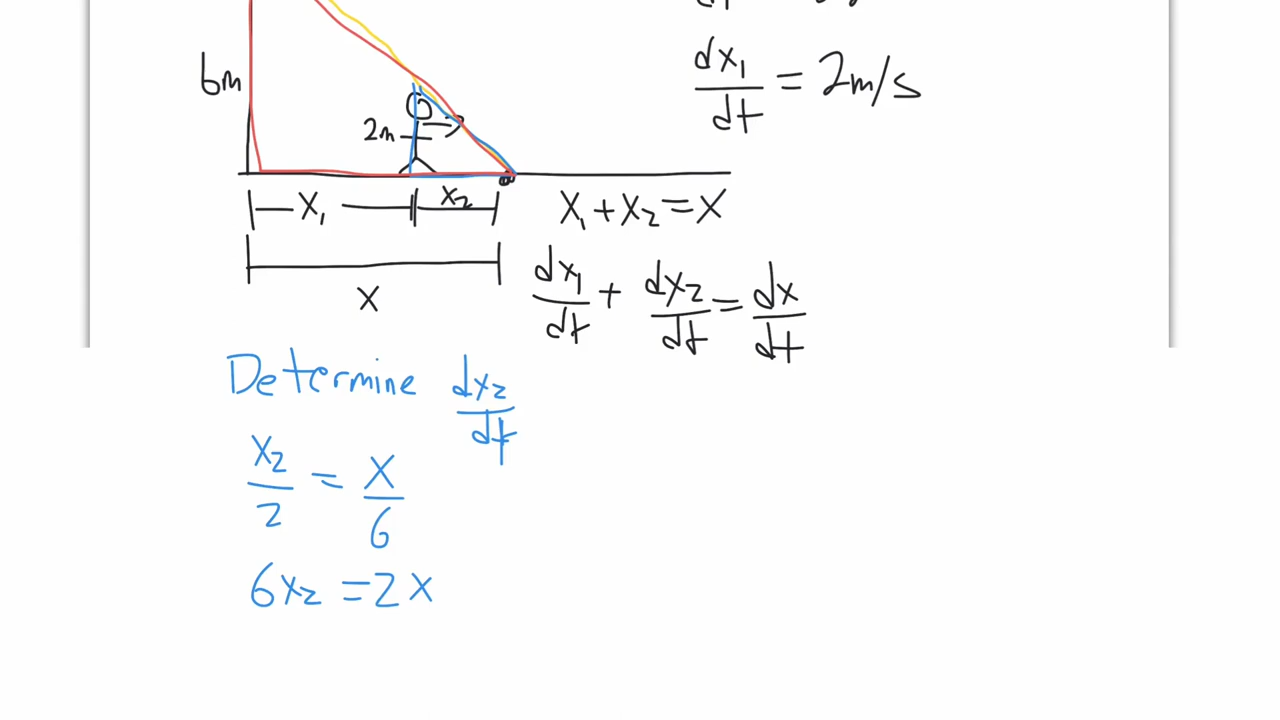 dx₁/dt = 2m/s
6m
2m
x₁ x₂ x₁+x₂=x
x
dx₁/dt + dx₂/dt = dx/dt
Determine dx₂/dt
x₂/2 = x/6
6x₂ =2x